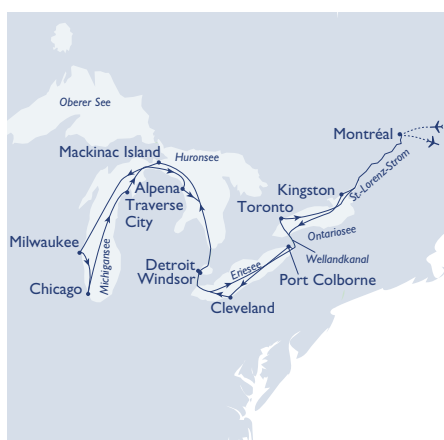 Oberer See
Montréal
Mackinac Island
Huronsee
St-Lorenz-Strom
Alpena
Kingston
Traverse
City
Toronto
Ontariosee
Milwaukee
Michigansee
Wellandkanal
Detroit
Eriesee
Windsor
Port Colborne
Chicago
Cleveland